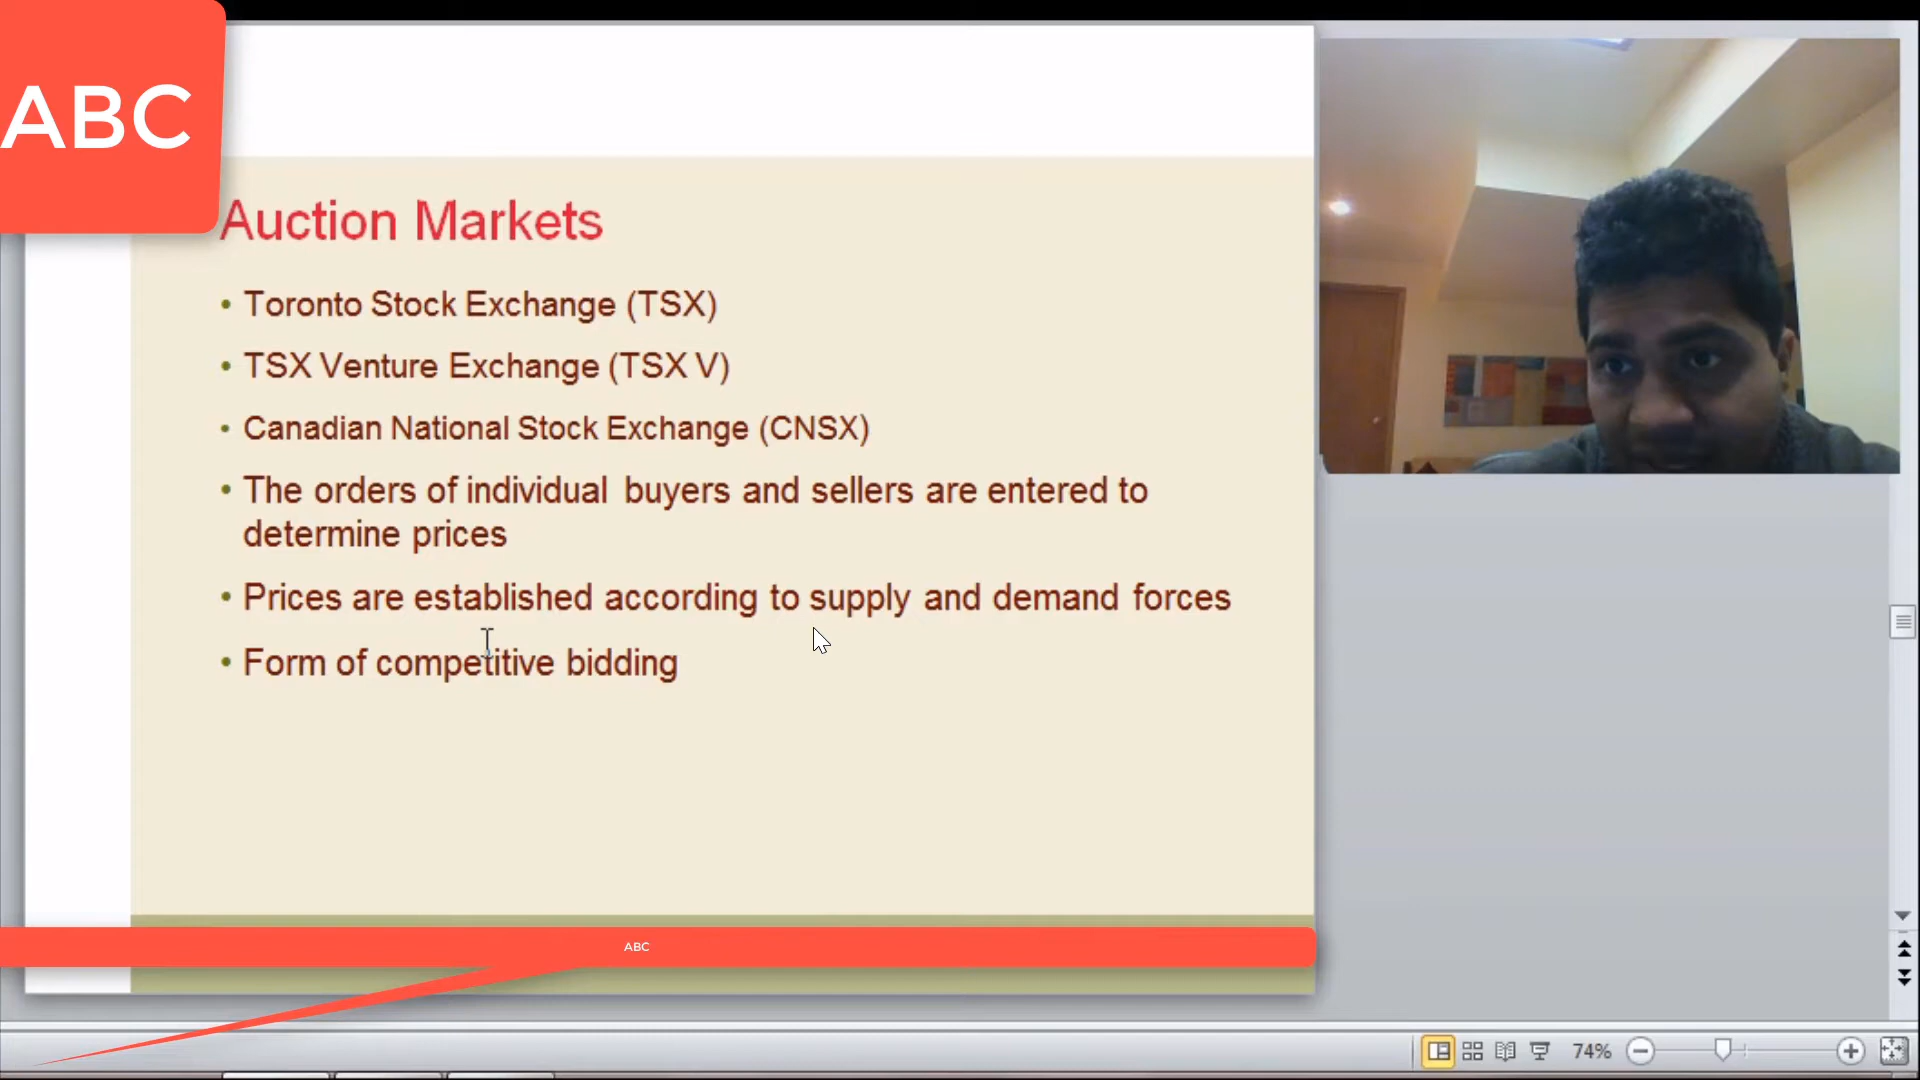 ABC
Auction Markets
• Toronto Stock Exchange (TSX)
• TSX Venture Exchange (TSX V)
• Canadian National Stock Exchange (CNSX)
• The orders of individual buyers and sellers are entered to
determine prices
• Prices are established according to supply and demand forces
• Form of competitive bidding
ABC
74%